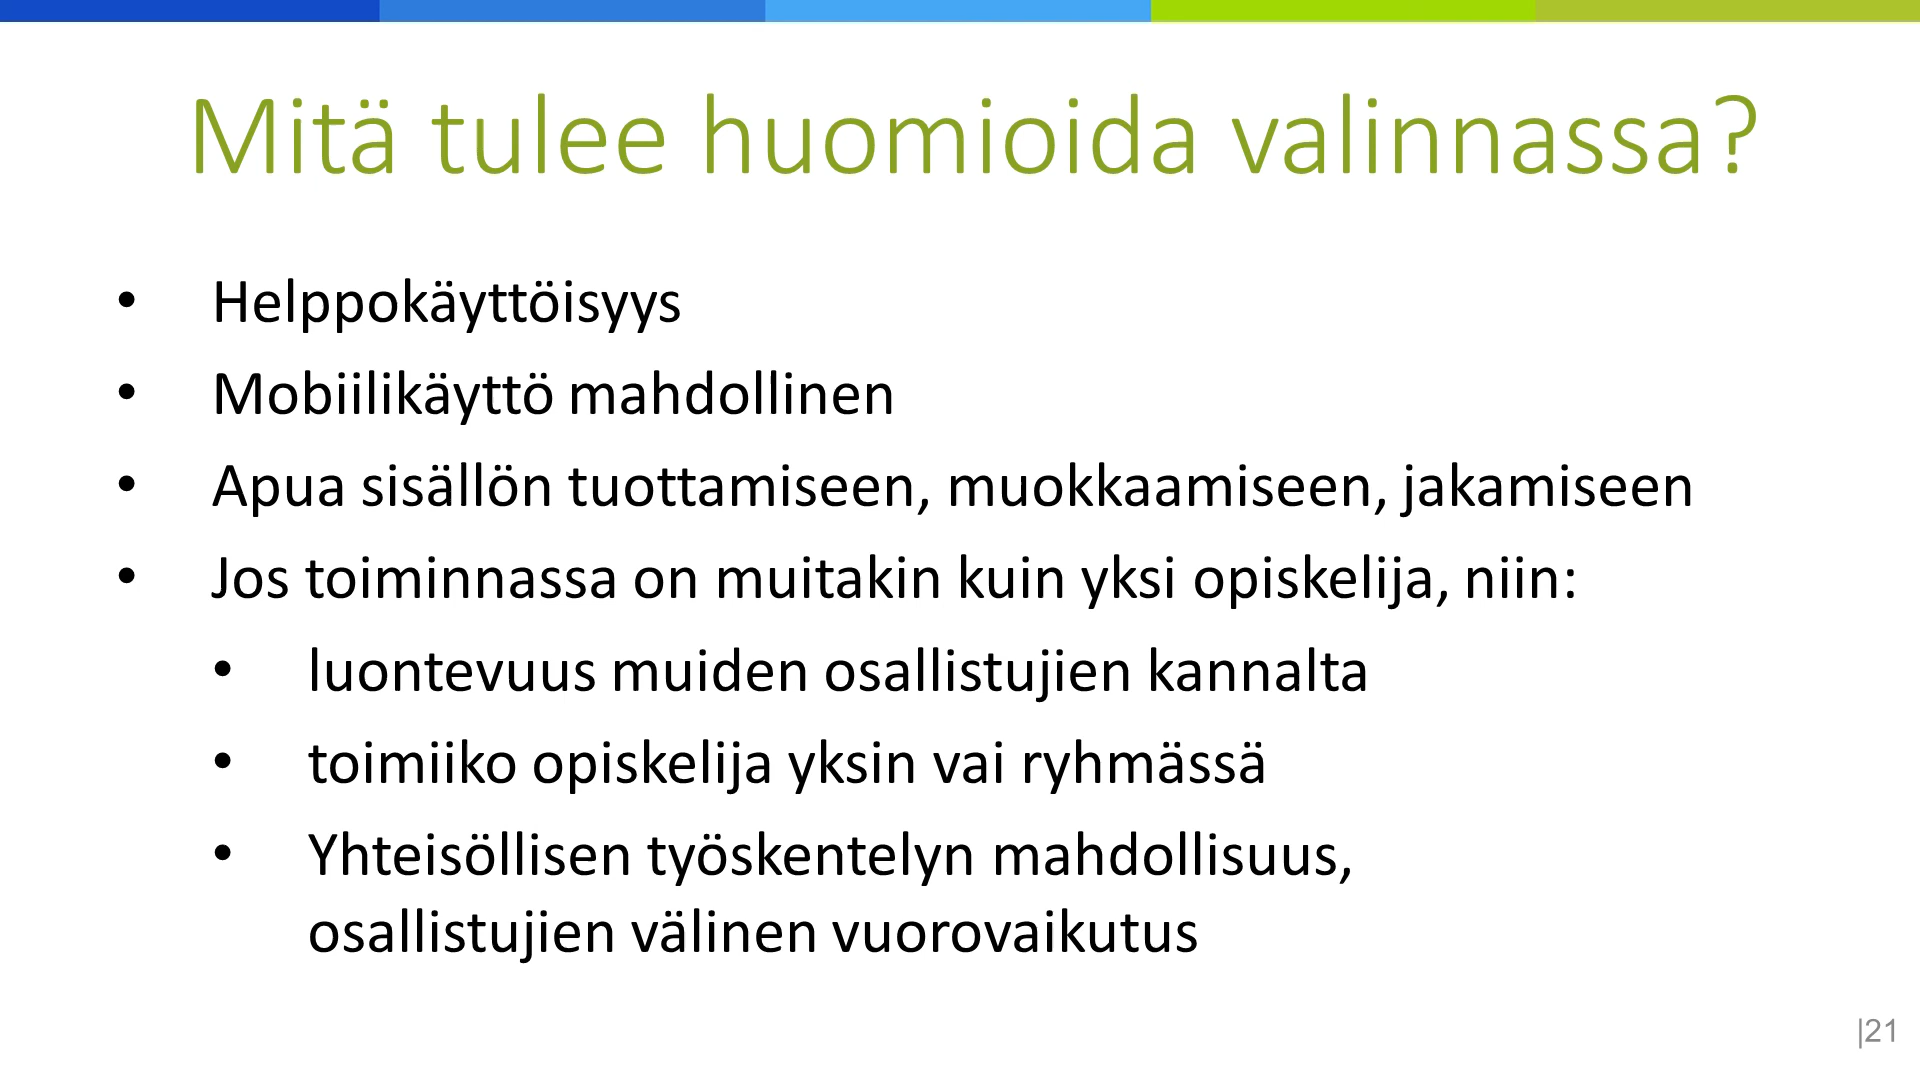 Mitä tulee huomioida valinnassa?
• Helppokäyttöisyys
• Mobiilikäyttö mahdollinen
• Apua sisällön tuottamiseen, muokkaamiseen, jakamiseen
• Jos toiminnassa on muitakin kuin yksi opiskelija, niin:
• luontevuus muiden osallistujien kannalta
• toimiiko opiskelija yksin vai ryhmässä
• Yhteisöllisen työskentelyn mahdollisuus,
osallistujien välinen vuorovaikutus
|21